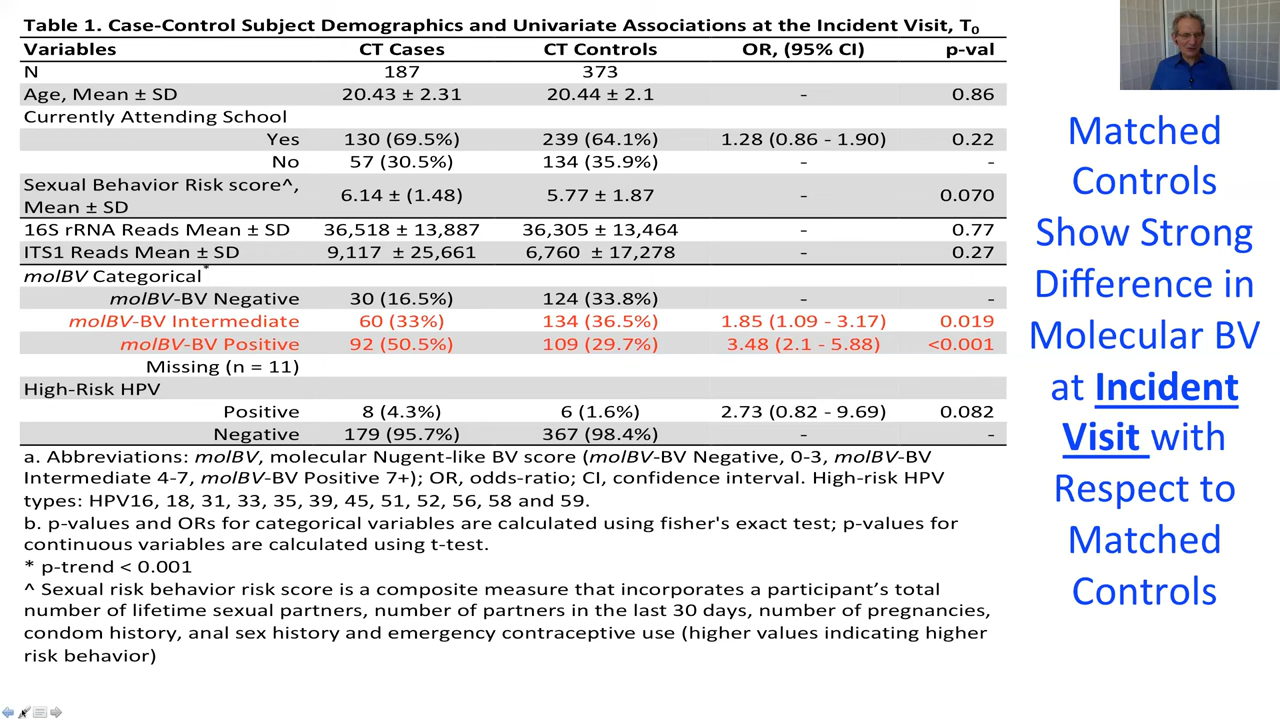 Table 1. Case-Control Subject Demographics and Univariate Associations at the Incident Visit, T₀
Variables CT Cases CT Controls OR, (95% CI) p-val
N 187 373
Age, Mean ± SD 20.43 ± 2.31 20.44 ± 2.1 - 0.86
Currently Attending School
Yes 130 (69.5%) 239 (64.1%) 1.28 (0.86 - 1.90) 0.22
No 57 (30.5%) 134 (35.9%) - -
Sexual Behavior Risk score^,
Mean ± SD 6.14 ± (1.48) 5.77 ± 1.87 - 0.070
16S rRNA Reads Mean ± SD 36,518 ± 13,887 36,305 ± 13,464 - 0.77
ITS1 Reads Mean ± SD 9,117 ± 25,661 6,760 ± 17,278 - 0.27
molBV Categorical*
molBV-BV Negative 30 (16.5%) 124 (33.8%) - -
molBV-BV Intermediate 60 (33%) 134 (36.5%) 1.85 (1.09 - 3.17) 0.019
molBV-BV Positive 92 (50.5%) 109 (29.7%) 3.48 (2.1 - 5.88) <0.001
Missing (n = 11)
High-Risk HPV
Positive 8 (4.3%) 6 (1.6%) 2.73 (0.82 - 9.69) 0.082
Negative 179 (95.7%) 367 (98.4%) - -
a. Abbreviations: molBV, molecular Nugent-like BV score (molBV-BV Negative, 0-3, molBV-BV
Intermediate 4-7, molBV-BV Positive 7+); OR, odds-ratio; CI, confidence interval. High-risk HPV
types: HPV16, 18, 31, 33, 35, 39, 45, 51, 52, 56, 58 and 59.
b. p-values and ORs for categorical variables are calculated using fisher's exact test; p-values for
continuous variables are calculated using t-test.
* p-trend < 0.001
^ Sexual risk behavior risk score is a composite measure that incorporates a participant’s total
number of lifetime sexual partners, number of partners in the last 30 days, number of pregnancies,
condom history, anal sex history and emergency contraceptive use (higher values indicating higher
risk behavior)
Matched
Controls
Show Strong
Difference in
Molecular BV
at Incident
Visit with
Respect to
Matched
Controls